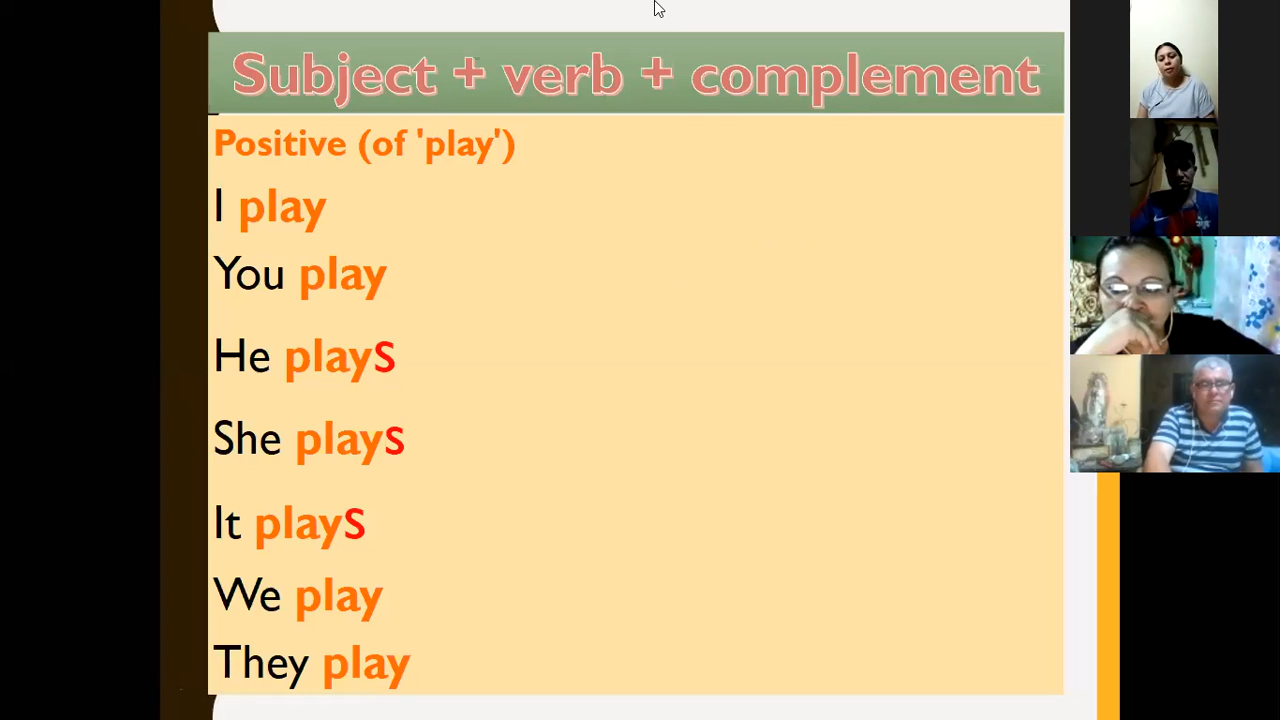 Subject + verb + complement
Positive (of 'play')
I play
You play
He plays
She plays
It plays
We play
They play